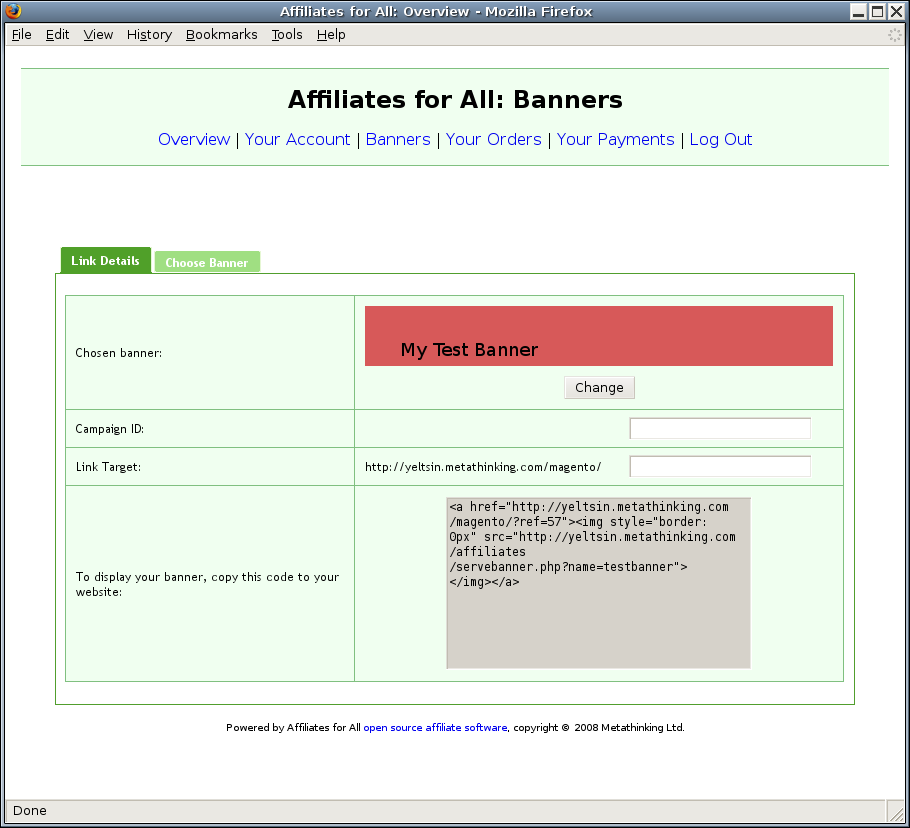 Affiliates for All: Overview - Mozilla Firefox
File Edit View History Bookmarks Tools Help
Affiliates for All: Banners
Overview | Your Account | Banners | Your Orders | Your Payments | Log Out
Link Details Choose Banner
Chosen banner:
My Test Banner
Change
Campaign ID:
Link Target: http://yeltsin.metathinking.com/magento/
To display your banner, copy this code to your
website:
<a href="http://yeltsin.metathinking.com
/magento/?ref=57"><img style="border:
0px" src="http://yeltsin.metathinking.com
/affiliates
/servebanner.php?name=testbanner">
</img></a>
Powered by Affiliates for All open source affiliate software, copyright © 2008 Metathinking Ltd.
Done